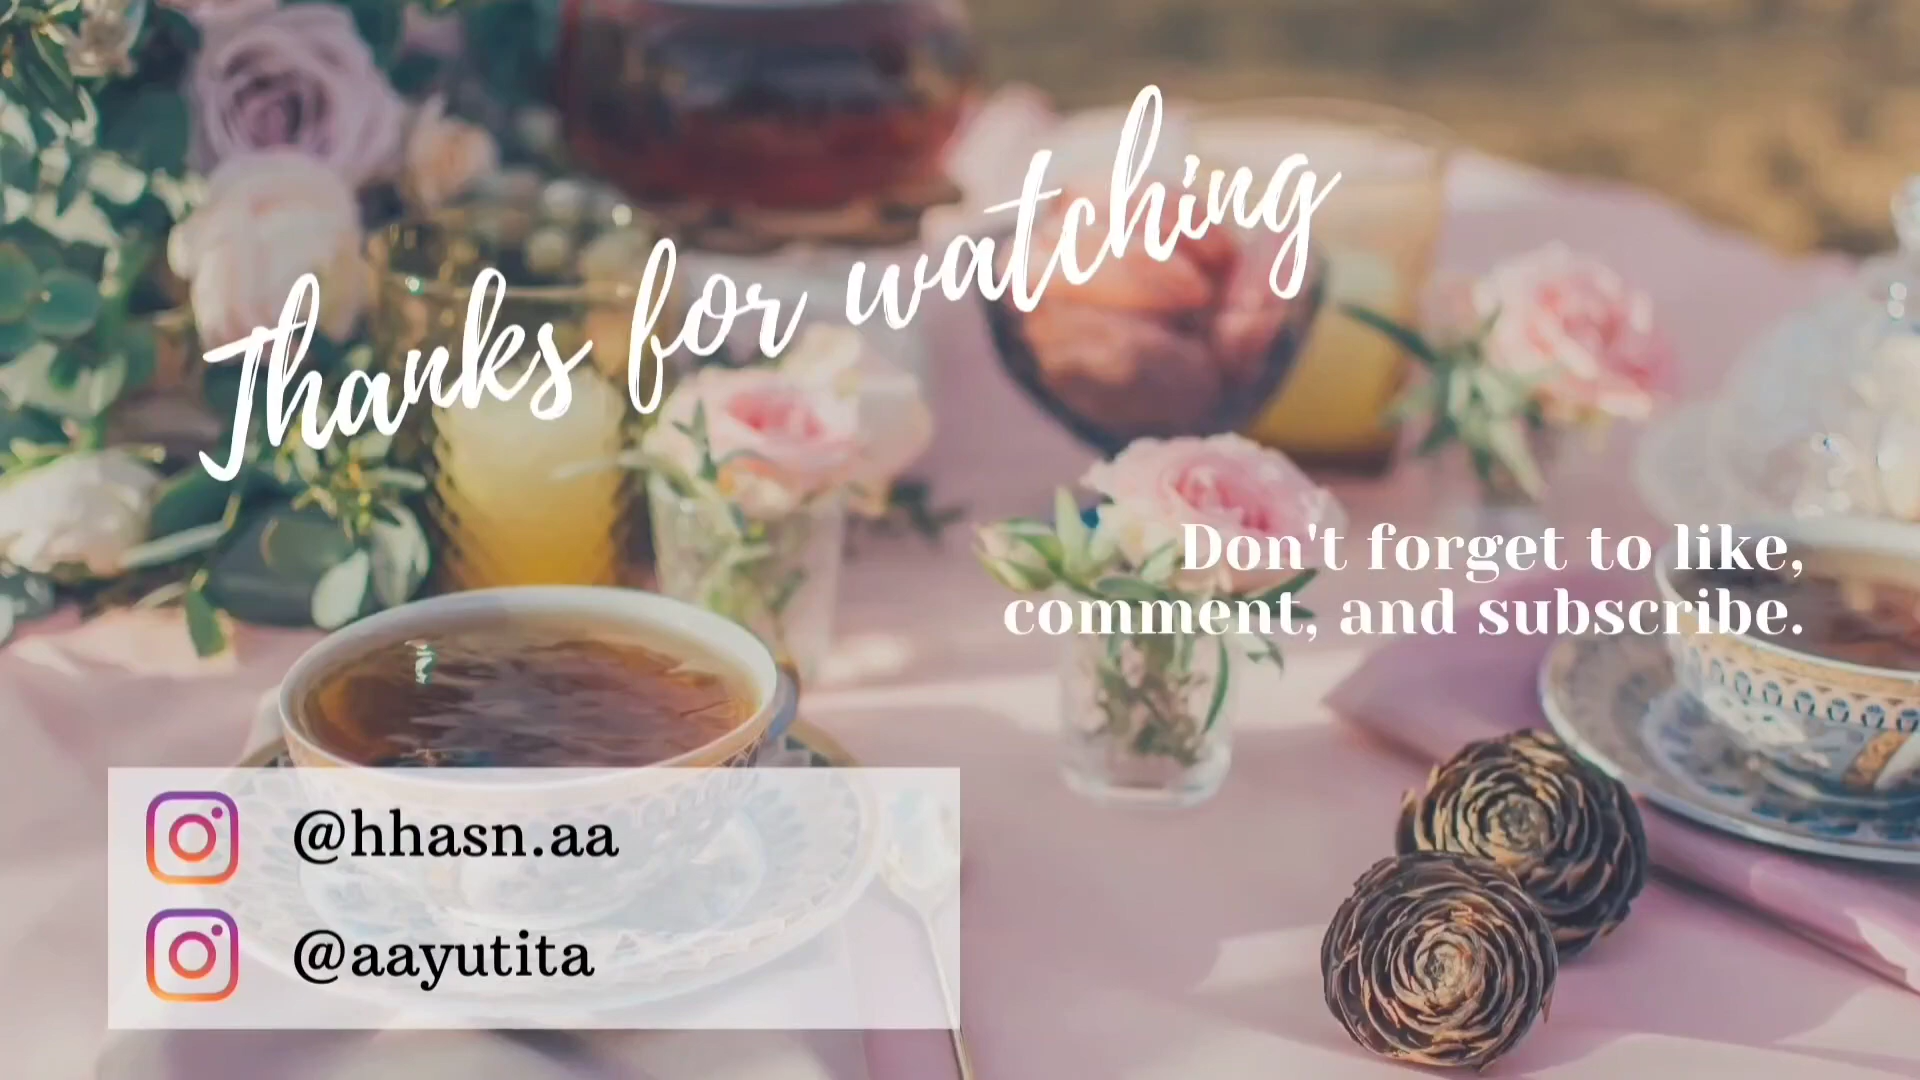 Thanks for watching
Don't forget to like,
comment, and subscribe.
@hhasn.aa
@aayutita